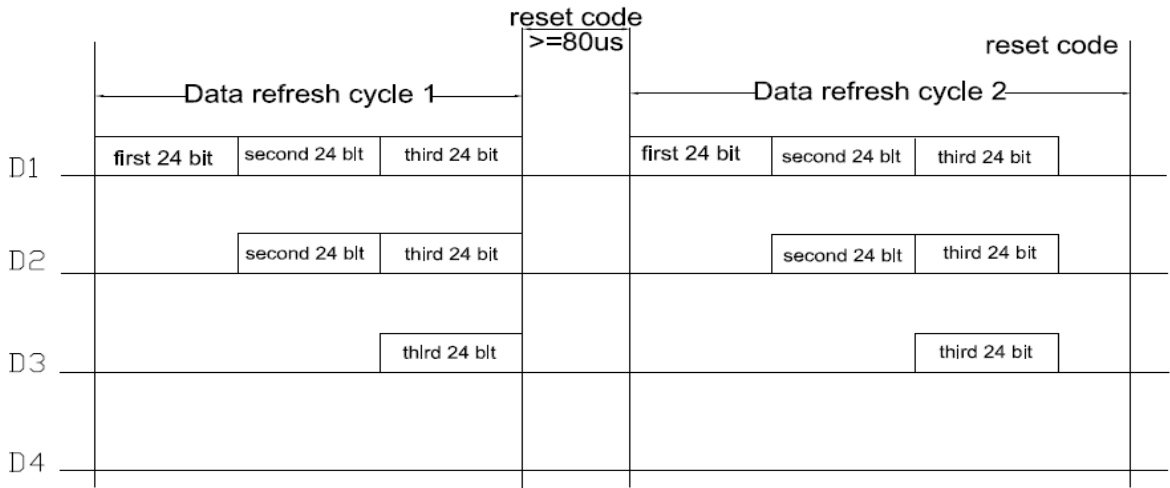 reset code
>=80us
reset code
Data refresh cycle 1
Data refresh cycle 2
D1 first 24 bit second 24 blt third 24 bit first 24 bit second 24 blt third 24 bit
D2 second 24 blt third 24 bit second 24 blt third 24 bit
D3 thlrd 24 blt third 24 bit
D4